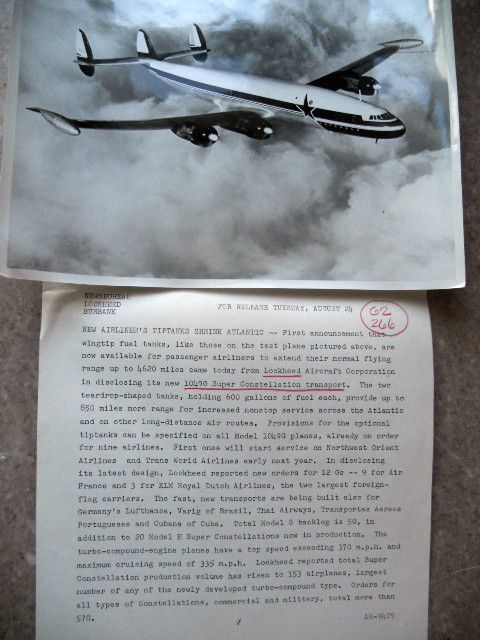 NEWSBUREAU
LOCKHEED
BURBANK
FOR RELEASE TUESDAY, AUGUST 24
G2
266
NEW AIRLINER'S TIPTANKS SHRINK ATLANTIC -- First announcement that
wingtip fuel tanks, like those on the test plane pictured above, are
now available for passenger airliners to extend their normal flying
range up to 4620 miles came today from Lockheed Aircraft Corporation
in disclosing its new 1049G Super Constellation transport. The two
teardrop-shaped tanks, holding 600 gallons of fuel each, provide up to
650 miles more range for increased nonstop service across the Atlantic
and on other long-distance air routes. Provisions for the optional
tiptanks can be specified on all Model 1049G planes, already on order
for nine airlines. First ones will start service on Northwest Orient
Airlines and Trans World Airlines early next year. In disclosing
its latest design, Lockheed reported new orders for 12 Gs -- 9 for Air
France and 3 for KLM Royal Dutch Airlines, the two largest foreign-
flag carriers. The fast, new transports are being built also for
Germany's Lufthansa, Varig of Brazil, Thai Airways, Transportes Aereos
Portugueses and Cubana of Cuba. Total Model G backlog is 50, in
addition to 20 Model E Super Constellations now in production. The
turbo-compound-engine planes have a top speed exceeding 370 m.p.h. and
maximum cruising speed of 335 m.p.h. Lockheed reported total Super
Constellation production volume has risen to 153 airplanes, largest
number of any of the newly developed turbo-compound type. Orders for
all types of Constellations, commercial and military, total more than
570.
#
AH-9429